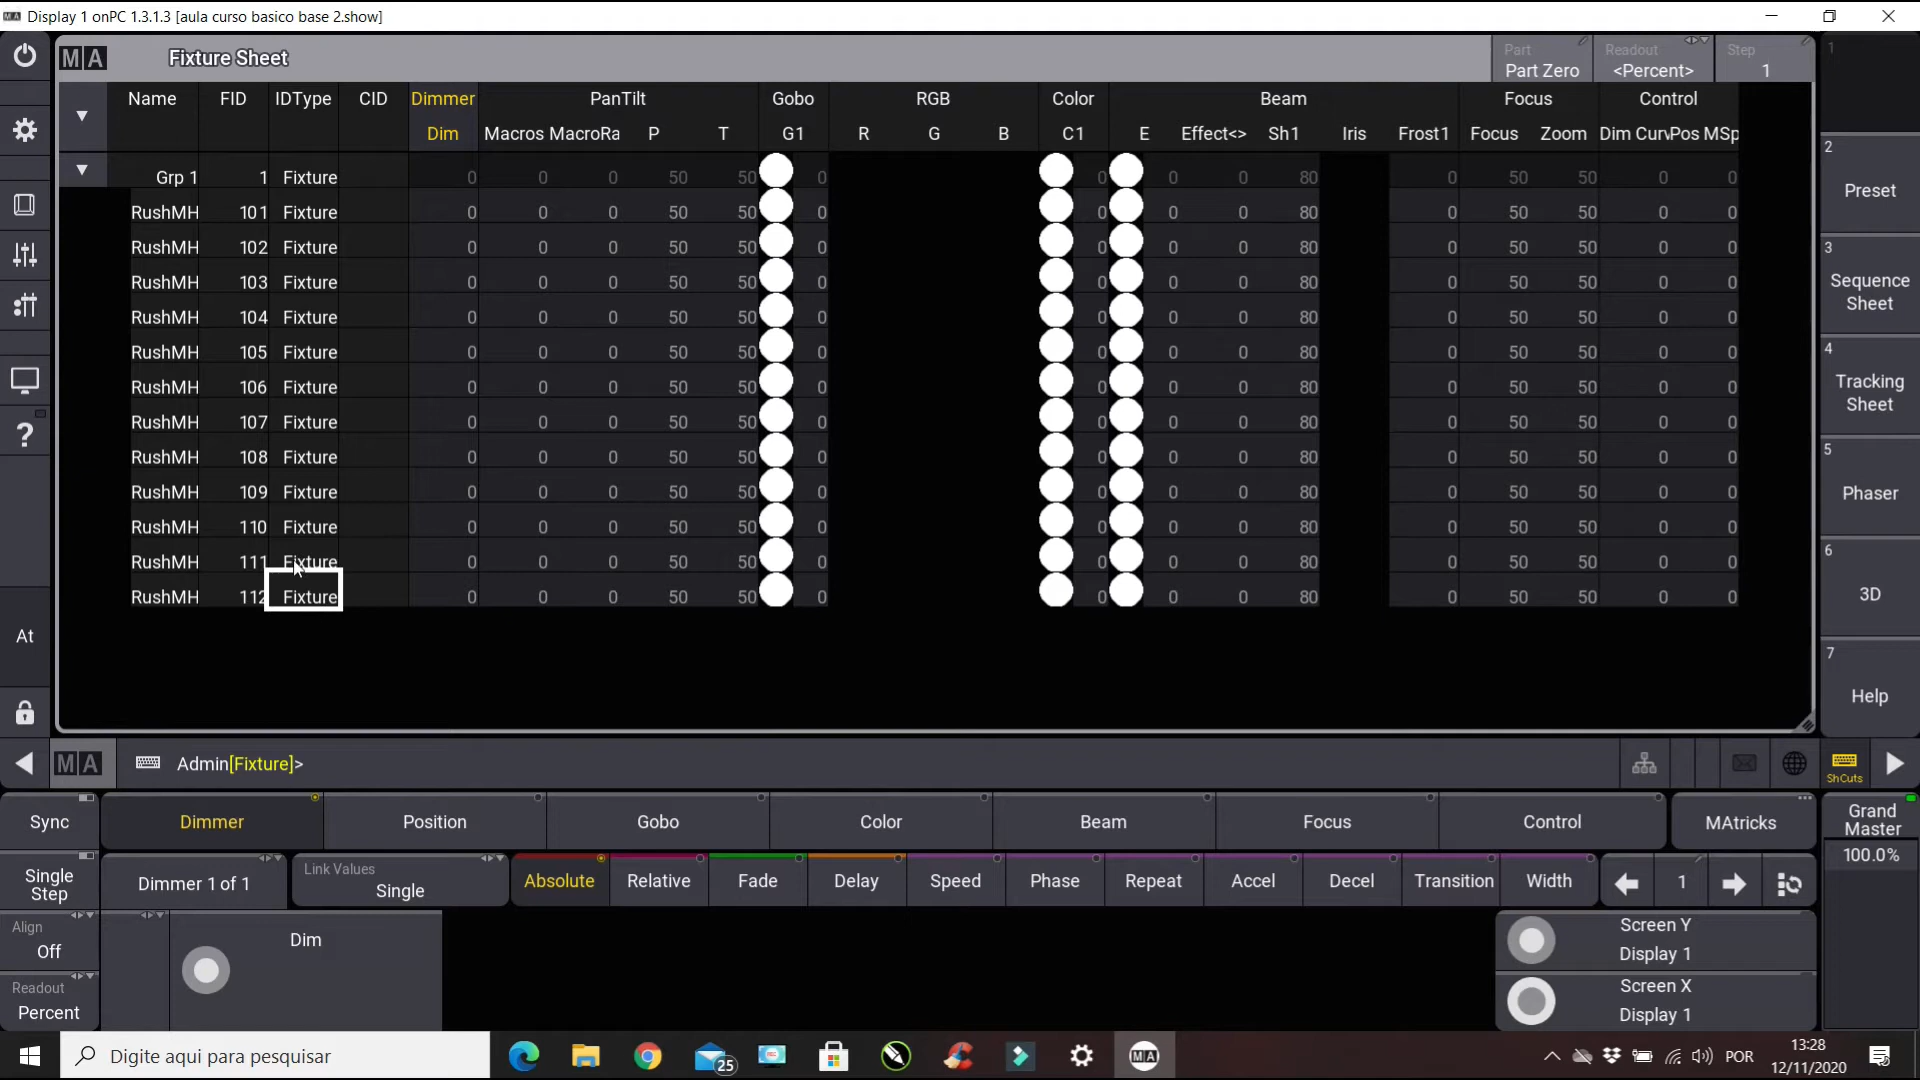 Display 1 onPC 1.3.1.3 [aula curso basico base 2.show]
MA Fixture Sheet Part Part Zero Readout <Percent> Step 1 1
Name FID IDType CID Dimmer PanTilt Gobo RGB Color Beam Focus Control
Dim Macros MacroRa P T G1 R G B C1 E Effect<> Sh1 Iris Frost1 Focus Zoom Dim Curv Pos MSp
Grp 1 1 Fixture 0 0 0 50 50 0 0 0 0 80 0 50 50 0 0
RushMH 101 Fixture 0 0 0 50 50 0 0 0 0 80 0 50 50 0 0
RushMH 102 Fixture 0 0 0 50 50 0 0 0 0 80 0 50 50 0 0
RushMH 103 Fixture 0 0 0 50 50 0 0 0 0 80 0 50 50 0 0
RushMH 104 Fixture 0 0 0 50 50 0 0 0 0 80 0 50 50 0 0
RushMH 105 Fixture 0 0 0 50 50 0 0 0 0 80 0 50 50 0 0
RushMH 106 Fixture 0 0 0 50 50 0 0 0 0 80 0 50 50 0 0
RushMH 107 Fixture 0 0 0 50 50 0 0 0 0 80 0 50 50 0 0
RushMH 108 Fixture 0 0 0 50 50 0 0 0 0 80 0 50 50 0 0
RushMH 109 Fixture 0 0 0 50 50 0 0 0 0 80 0 50 50 0 0
RushMH 110 Fixture 0 0 0 50 50 0 0 0 0 80 0 50 50 0 0
RushMH 111 Fixture 0 0 0 50 50 0 0 0 0 80 0 50 50 0 0
RushMH 112 Fixture 0 0 0 50 50 0 0 0 0 80 0 50 50 0 0
2
Preset
3
Sequence
Sheet
4
Tracking
Sheet
5
Phaser
6
3D
7
Help
?
At
MA Admin[Fixture]> ShCuts
Sync Dimmer Position Gobo Color Beam Focus Control MAtricks Grand Master
100.0%
Single Step Dimmer 1 of 1 Link Values Single Absolute Relative Fade Delay Speed Phase Repeat Accel Decel Transition Width 1
Align
Off
Dim
Screen Y
Display 1
Readout
Percent
Screen X
Display 1
Digite aqui para pesquisar 25 MA POR 13:28
12/11/2020